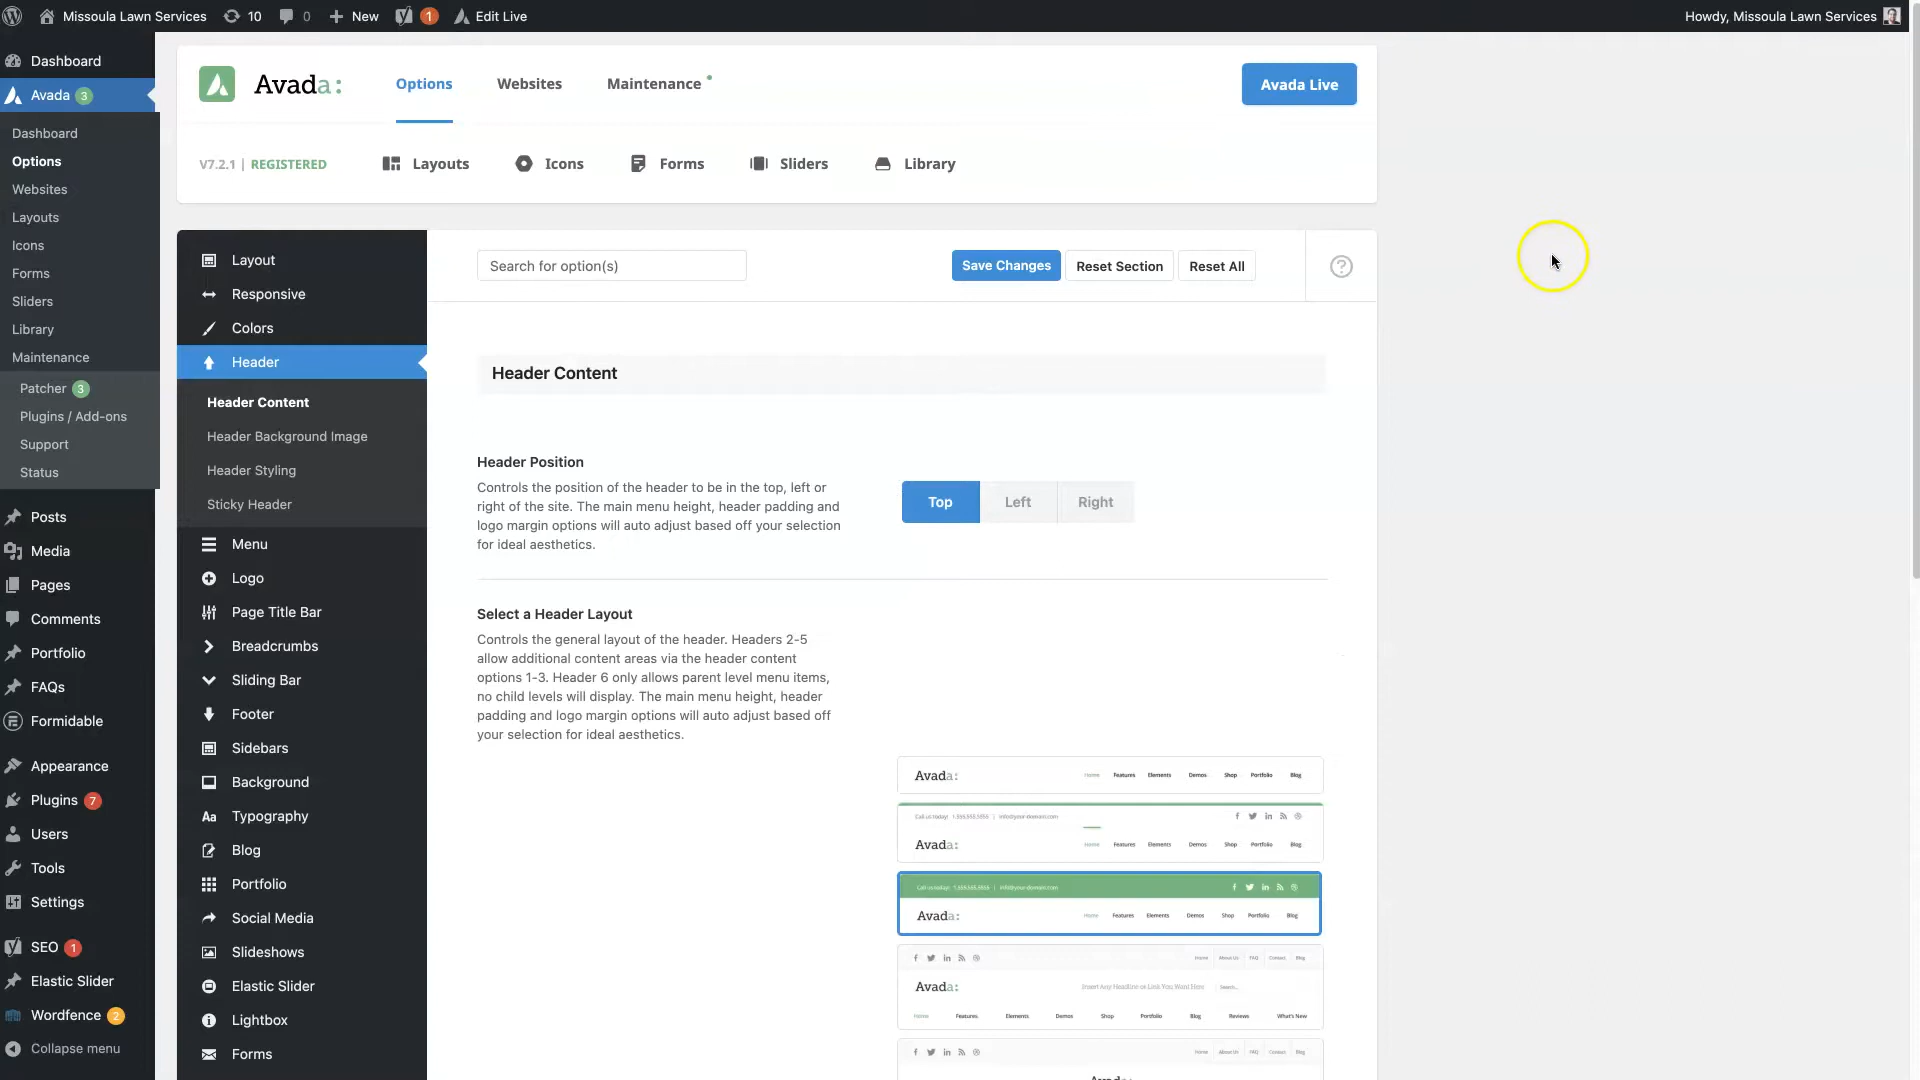 Missoula Lawn Services
10
0
New
1
Edit Live
Howdy, Missoula Lawn Services
Dashboard
Avada 3
Dashboard
Options
Websites
Layouts
Icons
Forms
Sliders
Library
Maintenance
Patcher 3
Plugins / Add-ons
Support
Status
Posts
Media
Pages
Comments
Portfolio
FAQs
Formidable
Appearance
Plugins 7
Users
Tools
Settings
SEO 1
Elastic Slider
Wordfence 2
Collapse menu
Avada:
Options
Websites
Maintenance
Avada Live
V7.2.1 | REGISTERED
Layouts
Icons
Forms
Sliders
Library
Layout
Responsive
Colors
Header
Header Content
Header Background Image
Header Styling
Sticky Header
Menu
Logo
Page Title Bar
Breadcrumbs
Sliding Bar
Footer
Sidebars
Background
Aa Typography
Blog
Portfolio
Social Media
Slideshows
Elastic Slider
Lightbox
Forms
Search for option(s)
Save Changes
Reset Section
Reset All
Header Content
Header Position
Controls the position of the header to be in the top, left or
right of the site. The main menu height, header padding and
logo margin options will auto adjust based off your selection
for ideal aesthetics.
Top
Left
Right
Select a Header Layout
Controls the general layout of the header. Headers 2-5
allow additional content areas via the header content
options 1-3. Header 6 only allows parent level menu items,
no child levels will display. The main menu height, header
padding and logo margin options will auto adjust based off
your selection for ideal aesthetics.
Avada: Home Features Elements Demos Shop Portfolio Blog
Call us today! 1.555.555.5555 | info@your-domain.com
Avada: Home Features Elements Demos Shop Portfolio Blog
Call us today! 1.555.555.5555 | info@your-domain.com
Avada: Home Features Elements Demos Shop Portfolio Blog
Home About Us FAQ Contact Blog
Avada: Insert Any Headline or Link You Want Here Search...
Home Features Elements Demos Shop Portfolio Blog Reviews What's New
Home About Us FAQ Contact Blog